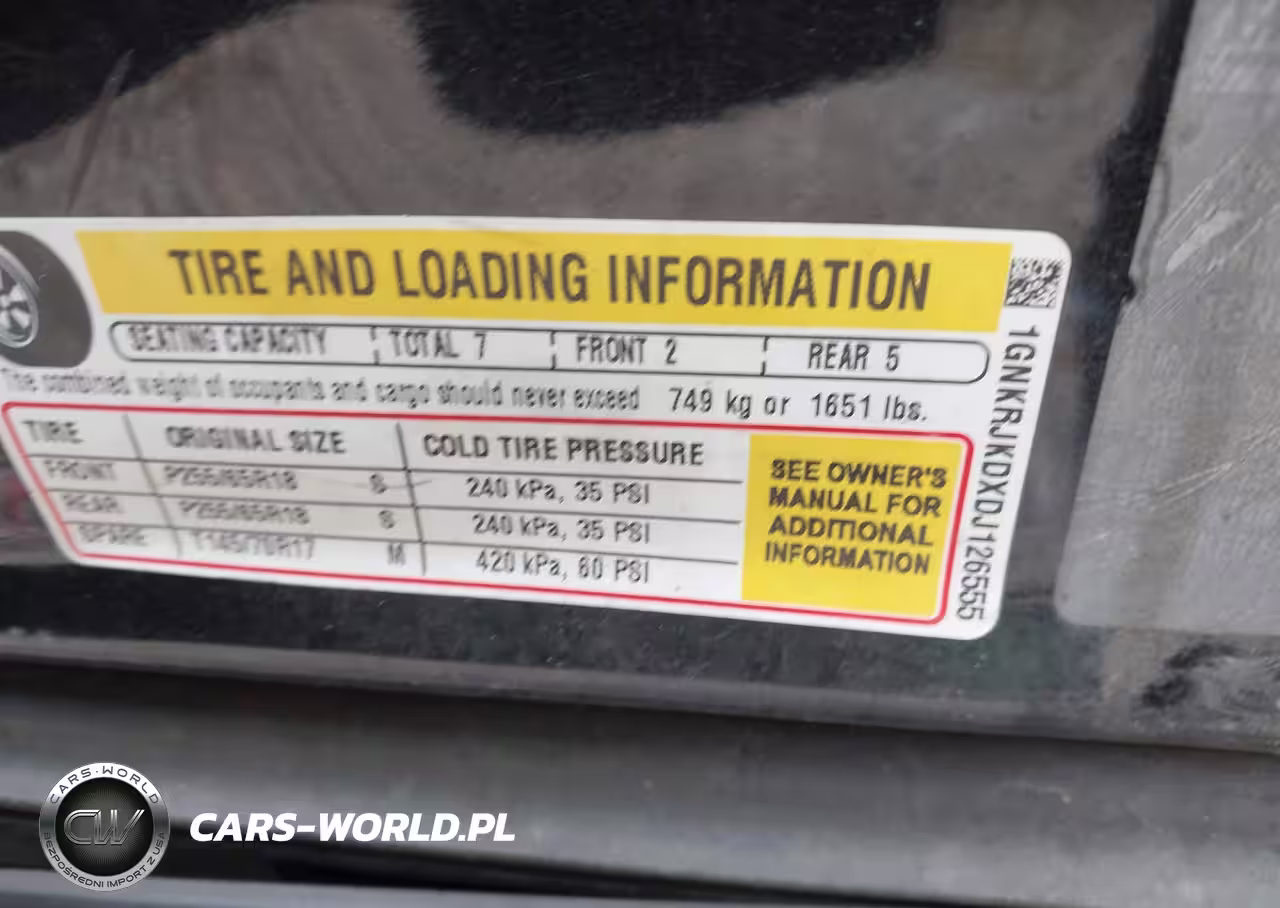 TIRE AND LOADING INFORMATION
SEATING CAPACITY TOTAL 7 FRONT 2 REAR 5
The combined weight of occupants and cargo should never exceed 749 kg or 1651 lbs.
TIRE ORIGINAL SIZE COLD TIRE PRESSURE
FRONT P255/65R18 S 240 kPa, 35 PSI
REAR P255/65R18 S 240 kPa, 35 PSI
SPARE T145/70R17 M 420 kPa, 60 PSI
SEE OWNER'S
MANUAL FOR
ADDITIONAL
INFORMATION
1GNKRJKDXDJ126555
CARS-WORLD
CW
BEZPOŚREDNI IMPORT Z USA
CARS-WORLD.PL